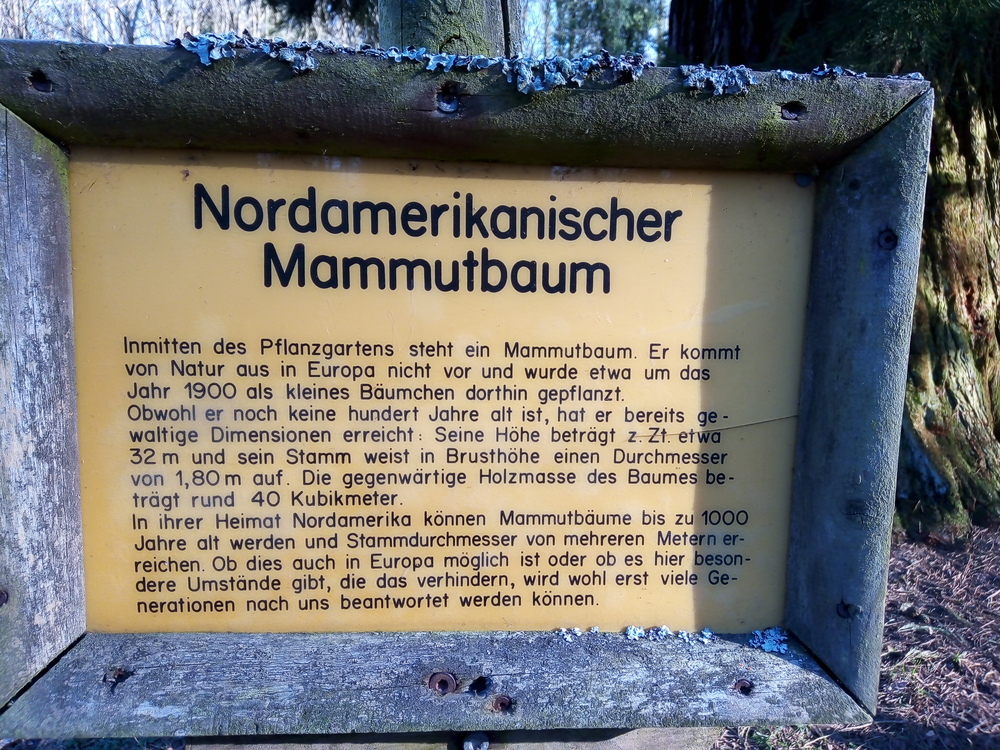 Nordamerikanischer
Mammutbaum
Inmitten des Pflanzgartens steht ein Mammutbaum. Er kommt
von Natur aus in Europa nicht vor und wurde etwa um das
Jahr 1900 als kleines Bäumchen dorthin gepflanzt.
Obwohl er noch keine hundert Jahre alt ist, hat er bereits ge-
waltige Dimensionen erreicht: Seine Höhe beträgt z. Zt. etwa
32 m und sein Stamm weist in Brusthöhe einen Durchmesser
von 1,80 m auf. Die gegenwärtige Holzmasse des Baumes be-
trägt rund 40 Kubikmeter.
In ihrer Heimat Nordamerika können Mammutbäume bis zu 1000
Jahre alt werden und Stammdurchmesser von mehreren Metern er-
reichen. Ob dies auch in Europa möglich ist oder ob es hier beson-
dere Umstände gibt, die das verhindern, wird wohl erst viele Ge-
nerationen nach uns beantwortet werden können.